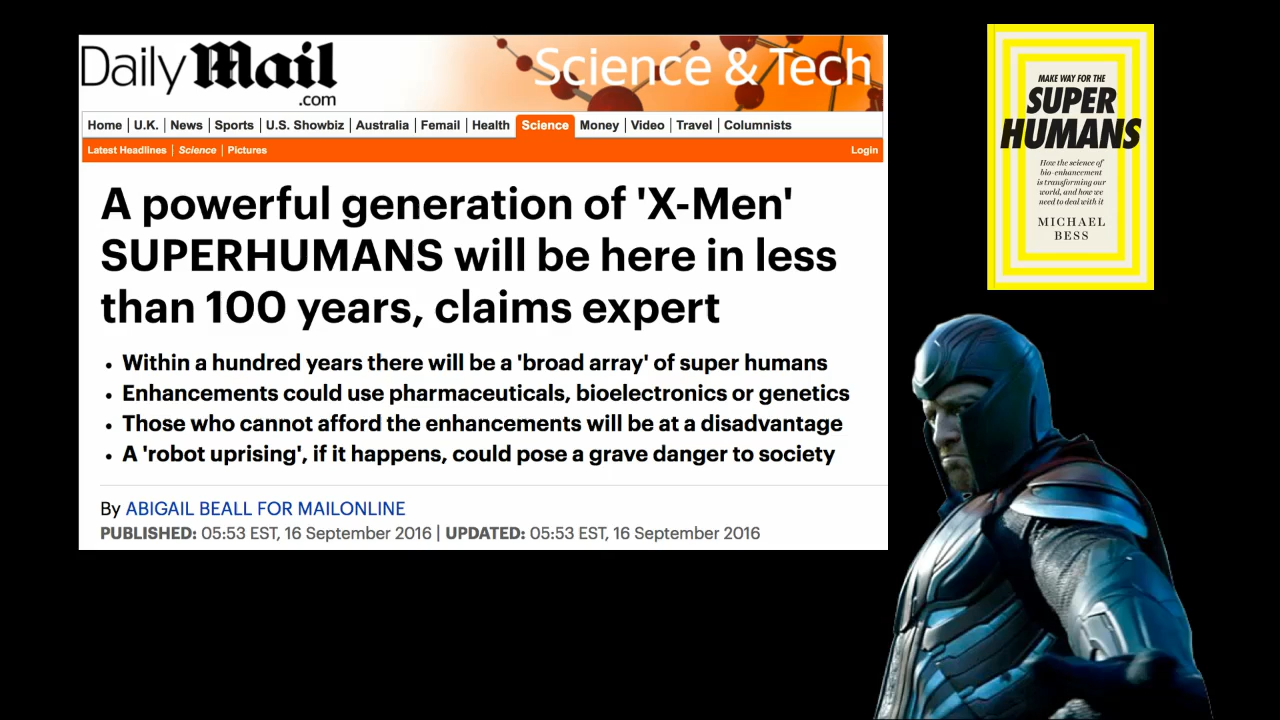 Daily Mail
.com
Science & Tech
Home | U.K. | News | Sports | U.S. Showbiz | Australia | Femail | Health | Science | Money | Video | Travel | Columnists
Latest Headlines | Science | Pictures
Login
A powerful generation of 'X-Men'
SUPERHUMANS will be here in less
than 100 years, claims expert
• Within a hundred years there will be a 'broad array' of super humans
• Enhancements could use pharmaceuticals, bioelectronics or genetics
• Those who cannot afford the enhancements will be at a disadvantage
• A 'robot uprising', if it happens, could pose a grave danger to society
By ABIGAIL BEALL FOR MAILONLINE
PUBLISHED: 05:53 EST, 16 September 2016 | UPDATED: 05:53 EST, 16 September 2016
MAKE WAY FOR THE
SUPER
HUMANS
How the science of
bio-enhancement
is transforming our
world, and how we
need to deal with it
MICHAEL
BESS